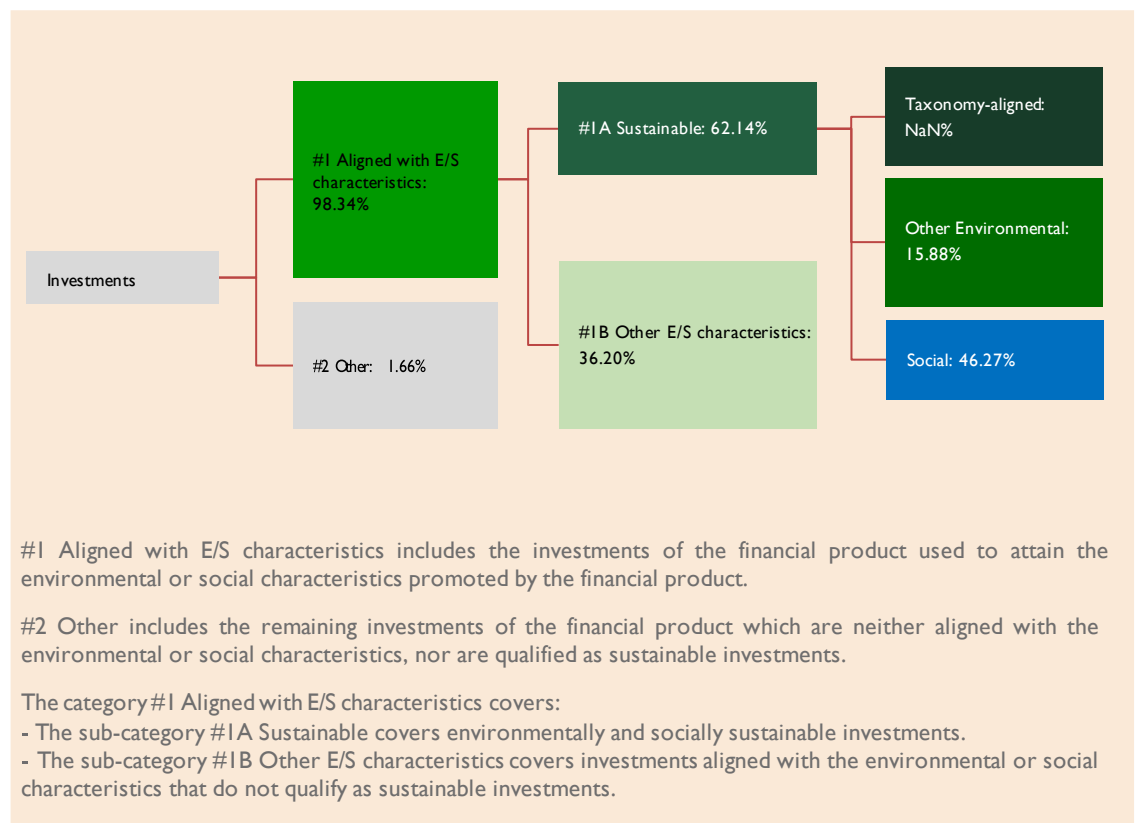 Investments
#1 Aligned with E/S
characteristics:
98.34%
#2 Other: 1.66%
#1A Sustainable: 62.14%
#1B Other E/S characteristics:
36.20%
Taxonomy-aligned:
NaN%
Other Environmental:
15.88%
Social: 46.27%
#1 Aligned with E/S characteristics includes the investments of the financial product used to attain the
environmental or social characteristics promoted by the financial product.
#2 Other includes the remaining investments of the financial product which are neither aligned with the
environmental or social characteristics, nor are qualified as sustainable investments.
The category #1 Aligned with E/S characteristics covers:
- The sub-category #1A Sustainable covers environmentally and socially sustainable investments.
- The sub-category #1B Other E/S characteristics covers investments aligned with the environmental or social
characteristics that do not qualify as sustainable investments.